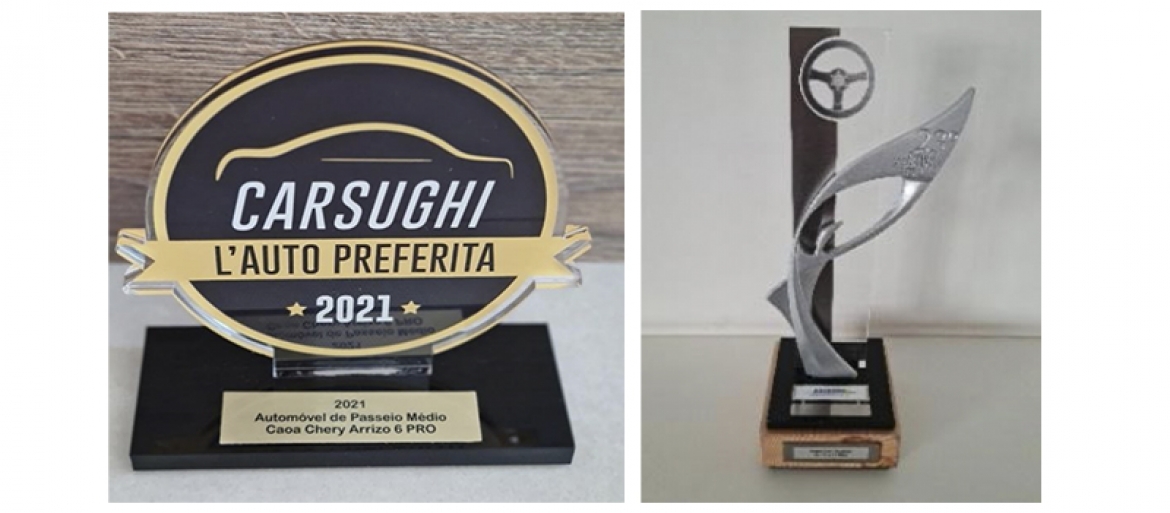 CARSUGHI
L'AUTO PREFERITA
2021
2021
Automóvel de Passeio Médio
Caoa Chery Arrizo 6 PRO